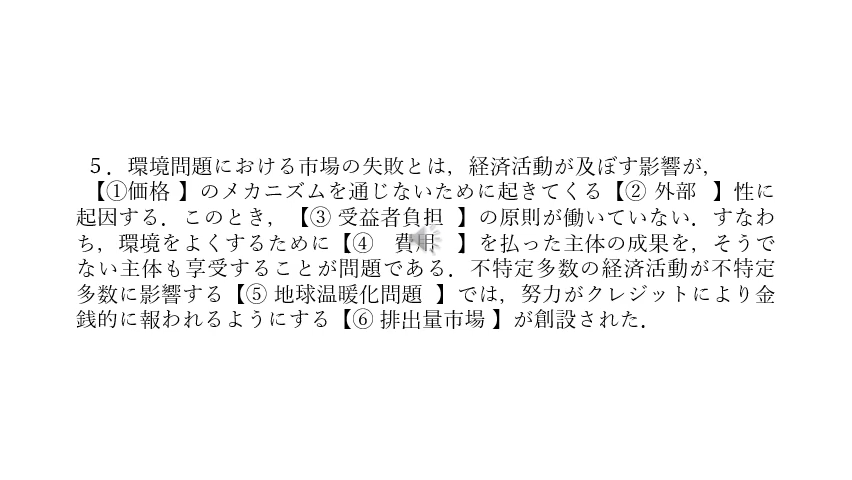 ５．環境問題における市場の失敗とは，経済活動が及ぼす影響が，
【①価格 】のメカニズムを通じないために起きてくる【② 外部 】性に
起因する．このとき，【③ 受益者負担 】の原則が働いていない．すなわ
ち，環境をよくするために【④ 費用 】を払った主体の成果を，そうで
ない主体も享受することが問題である．不特定多数の経済活動が不特定
多数に影響する【⑤ 地球温暖化問題 】では，努力がクレジットにより金
銭的に報われるようにする【⑥ 排出量市場 】が創設された．